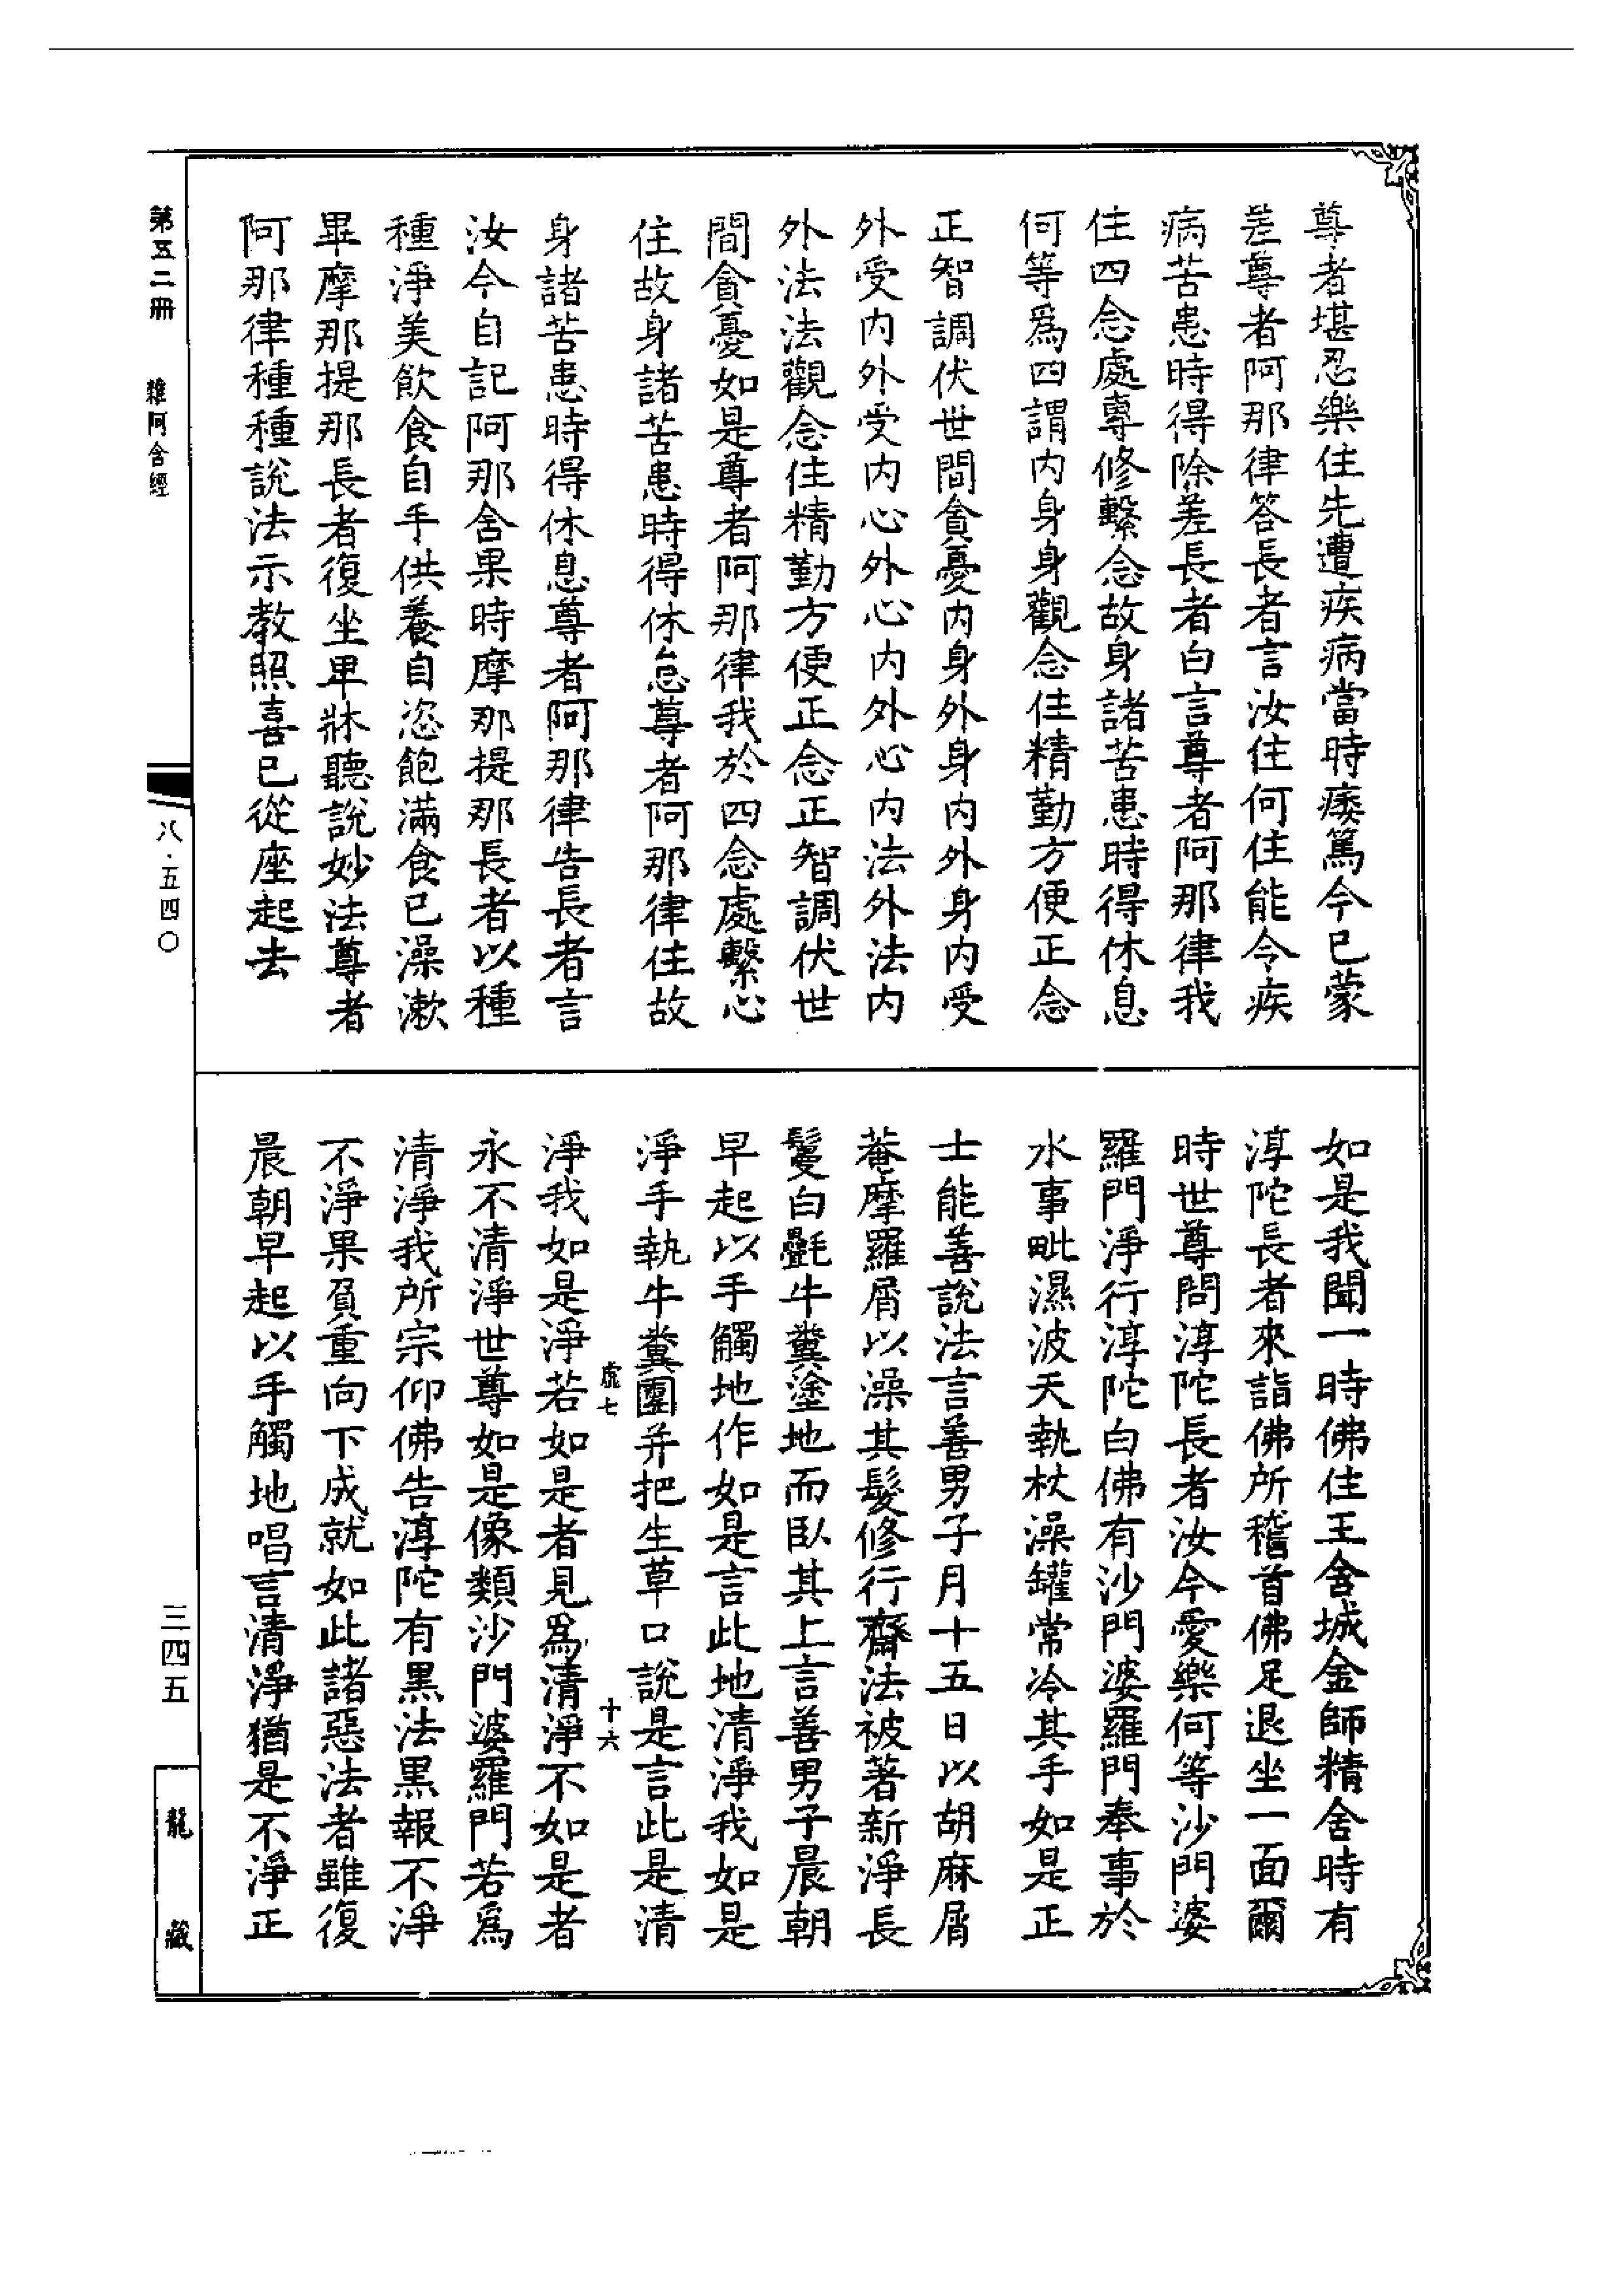 尊者堪忍樂住先遭疾病當時痿篤今已蒙
差尊者阿那律答長者言汝住何住能令疾
病苦患時得除差長者白言尊者阿那律我
住四念處專修繫念故身諸苦患時得休息
何等爲四謂内身身觀念住精勤方便正念
正智調伏世間貪憂内身外身内外身内受
外受内外受内心外心内外心内法外法内
外法法觀念住精勤方便正念正智調伏世
間貪憂如是尊者阿那律我於四念處繫心
住故身諸苦患時得休息尊者阿那律住故
身諸苦患時得休息尊者阿那律告長者言
汝今自記阿那含果時摩那提那長者以種
種淨美飲食自手供養自恣飽滿食已澡漱
畢摩那提那長者復坐卑牀聽說妙法尊者
阿那律種種說法示教照喜已從座起去
如是我聞一時佛住王舍城金師精舍時有
淳陀長者來詣佛所稽首佛足退坐一面爾
時世尊問淳陀長者汝今愛樂何等沙門婆
羅門淨行淳陀白佛有沙門婆羅門奉事於
水事毗濕波天執杖澡罐常冷其手如是正
士能善說法言善男子月十五日以胡麻屑
菴摩羅屑以澡其髮修行齋法被著新淨長
鬘白氎牛糞塗地而臥其上言善男子晨朝
早起以手觸地作如是言此地清淨我如是
淨手執牛糞團并把生草口說是言此是清
虛七 十六
淨我如是淨若如是者見爲清淨不如是者
永不清淨世尊如是像類沙門婆羅門若爲
清淨我所宗仰佛告淳陀有黑法黑報不淨
不淨果負重向下成就如此諸惡法者雖復
晨朝早起以手觸地唱言清淨猶是不淨正
第五二冊 雜阿含經 八·五四〇 三四五 龍藏